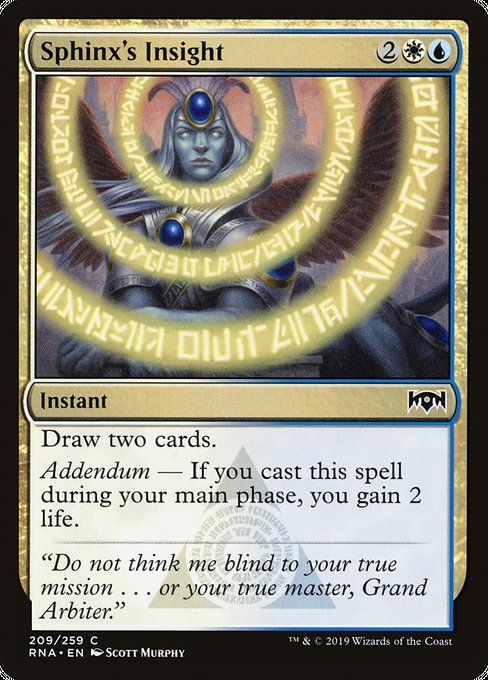 Sphinx's Insight 2
Instant
Draw two cards.
Addendum — If you cast this spell
during your main phase, you gain 2
life.
“Do not think me blind to your true
mission . . . or your true master, Grand
Arbiter.”
209/259 C
RNA • EN Scott Murphy
™ & © 2019 Wizards of the Coast